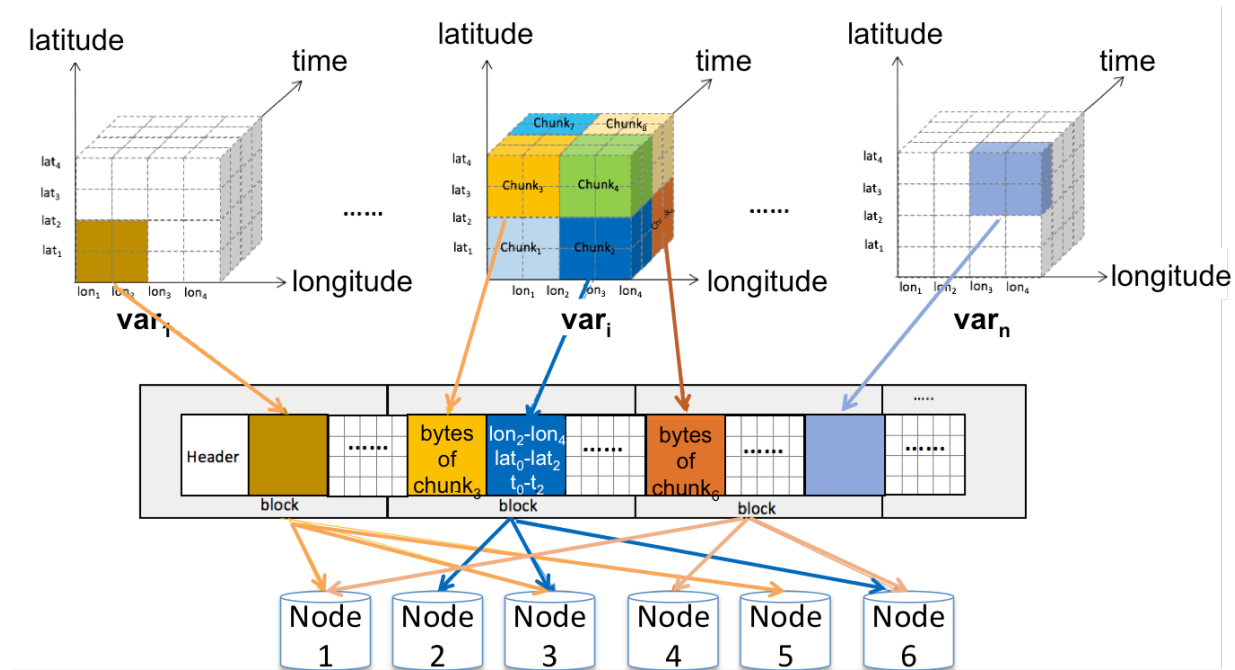 latitude
time
lat₄
lat₃
lat₂
lat₁
lon₁ lon₂ lon₃ lon₄
longitude
var₁
......
latitude
time
Chunk₇ Chunk₈
lat₄
lat₃
lat₂
lat₁
Chunk₃ Chunk₄
Chunk₁ Chunk₂
lon₁ lon₂ lon₃ lon₄
longitude
varᵢ
......
latitude
time
lat₄
lat₃
lat₂
lat₁
lon₁ lon₂ lon₃ lon₄
longitude
varₙ
.....
Header
......
bytes
of
chunk₃
lon₂-lon₄
lat₀-lat₂
t₀-t₂
......
bytes
of
chunk₆
......
......
block
block
block
Node
1
Node
2
Node
3
Node
4
Node
5
Node
6